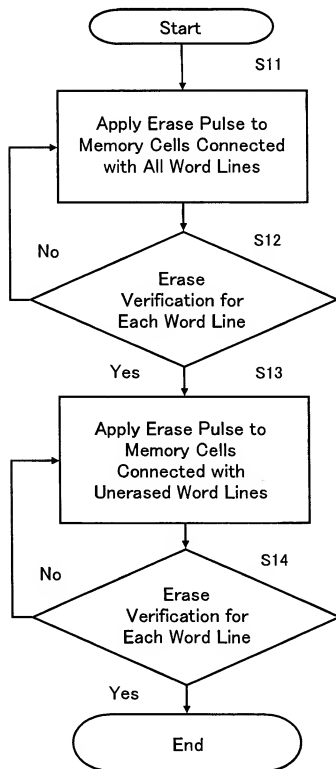 Start
S11
Apply Erase Pulse to
Memory Cells Connected
with All Word Lines
S12
No
Erase
Verification for
Each Word Line
Yes
S13
Apply Erase Pulse to
Memory Cells
Connected with
Unerased Word Lines
S14
No
Erase
Verification for
Each Word Line
Yes
End